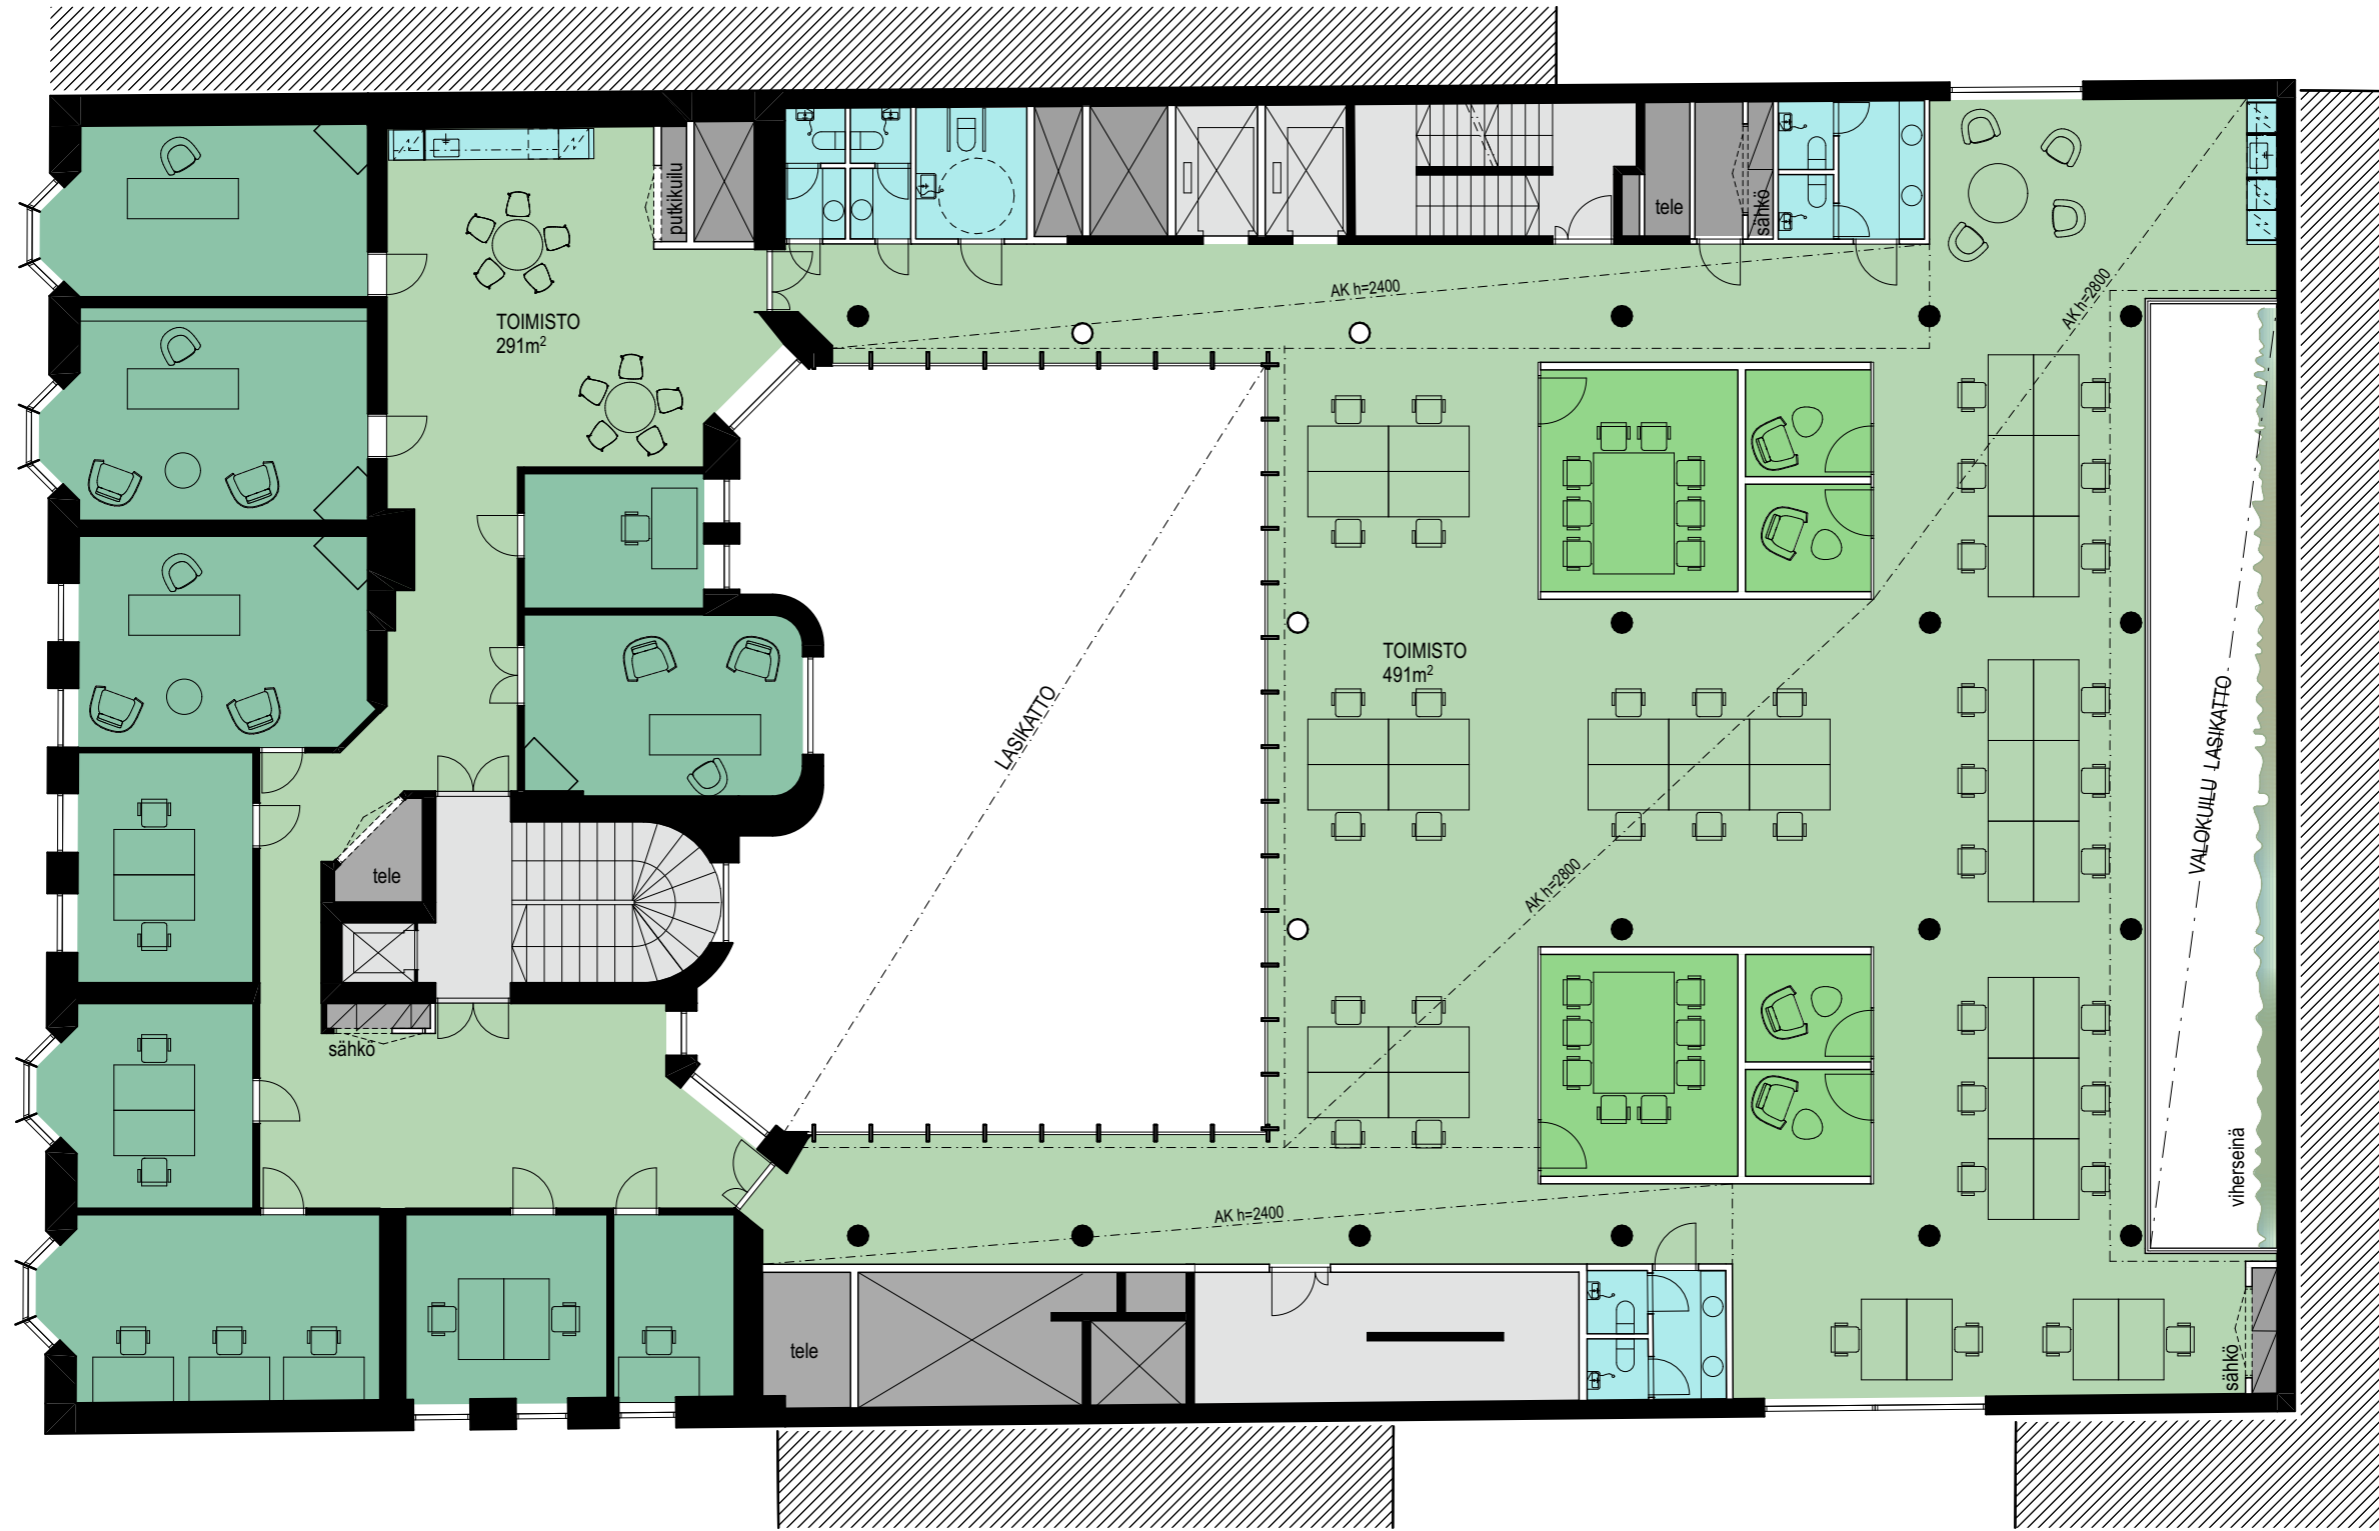 putkikuilu
tele
sähkö
AK h=2400
AK h=2800
TOIMISTO
291m²
TOIMISTO
491m²
LASIKATTO
VALOKUILU LASIKATTO
AK h=2800
tele
sähkö
viherseinä
AK h=2400
tele
sähkö